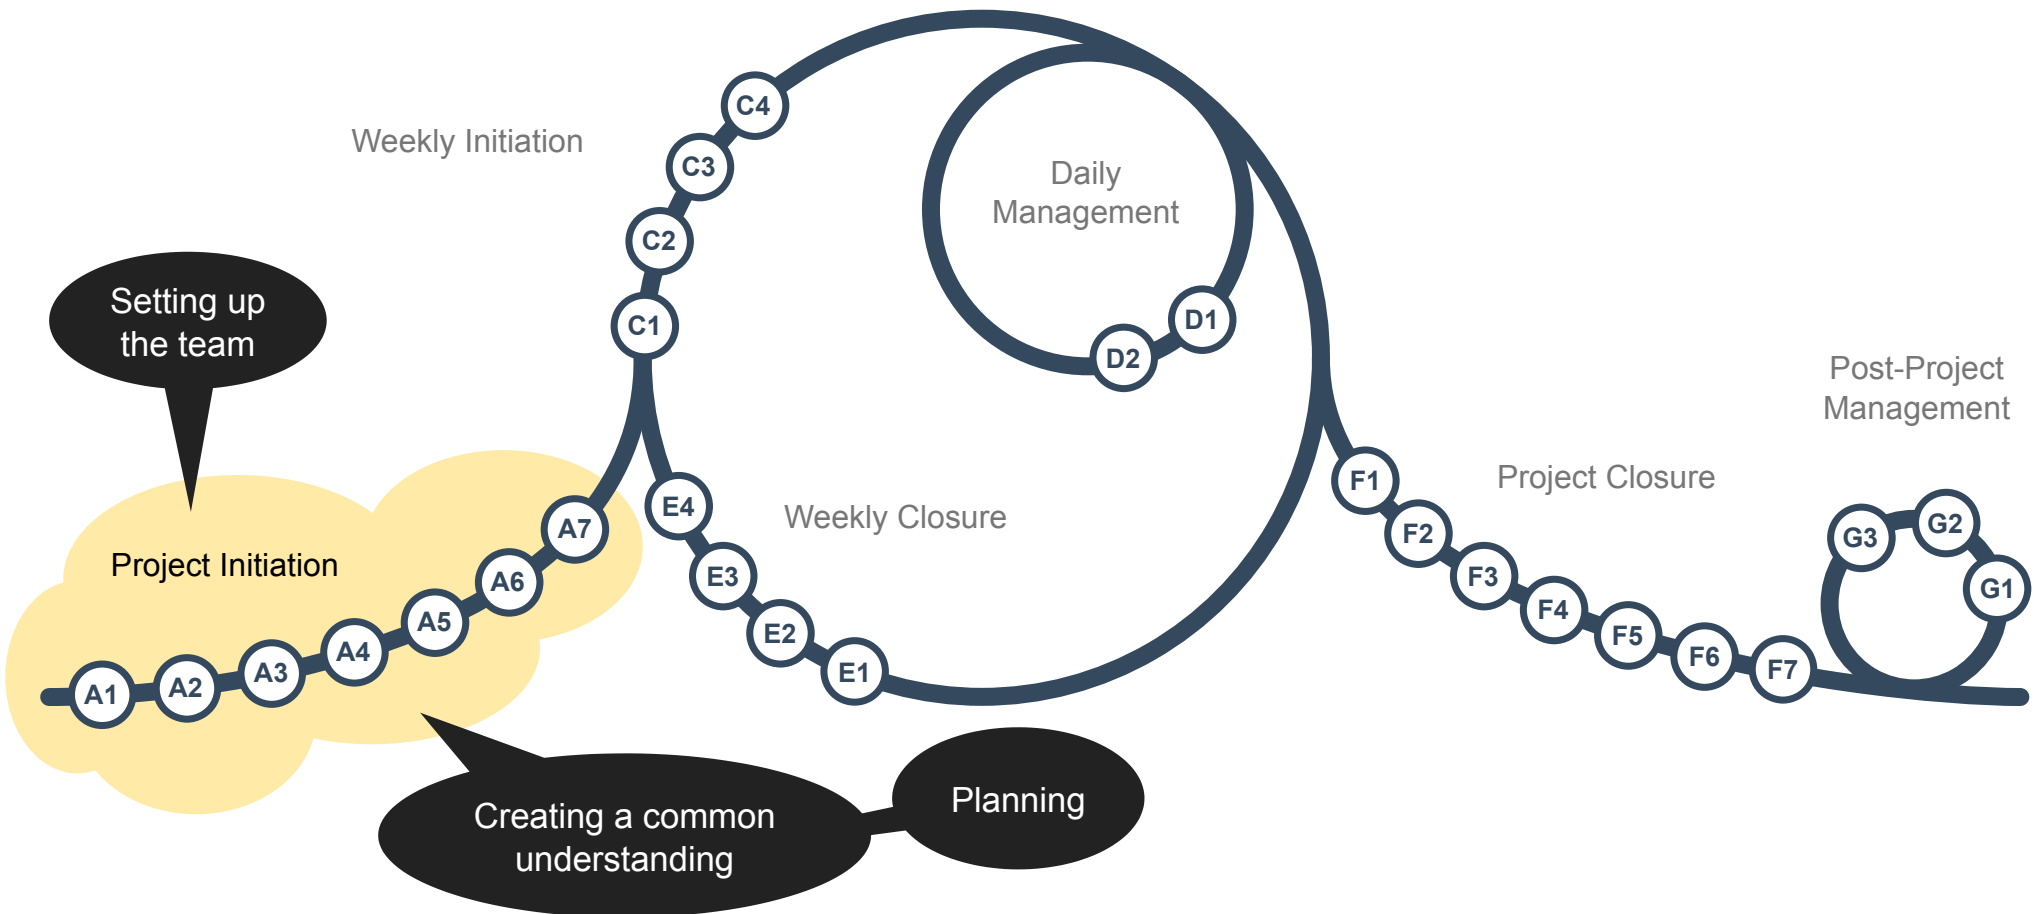 Weekly Initiation
C4
C3
C2
C1
Daily
Management
D1
D2
Setting up
the team
Project Initiation
A1
A2
A3
A4
A5
A6
A7
Weekly Closure
E4
E3
E2
E1
Creating a common
understanding
Planning
Project Closure
F1
F2
F3
F4
F5
F6
F7
Post-Project
Management
G3
G2
G1